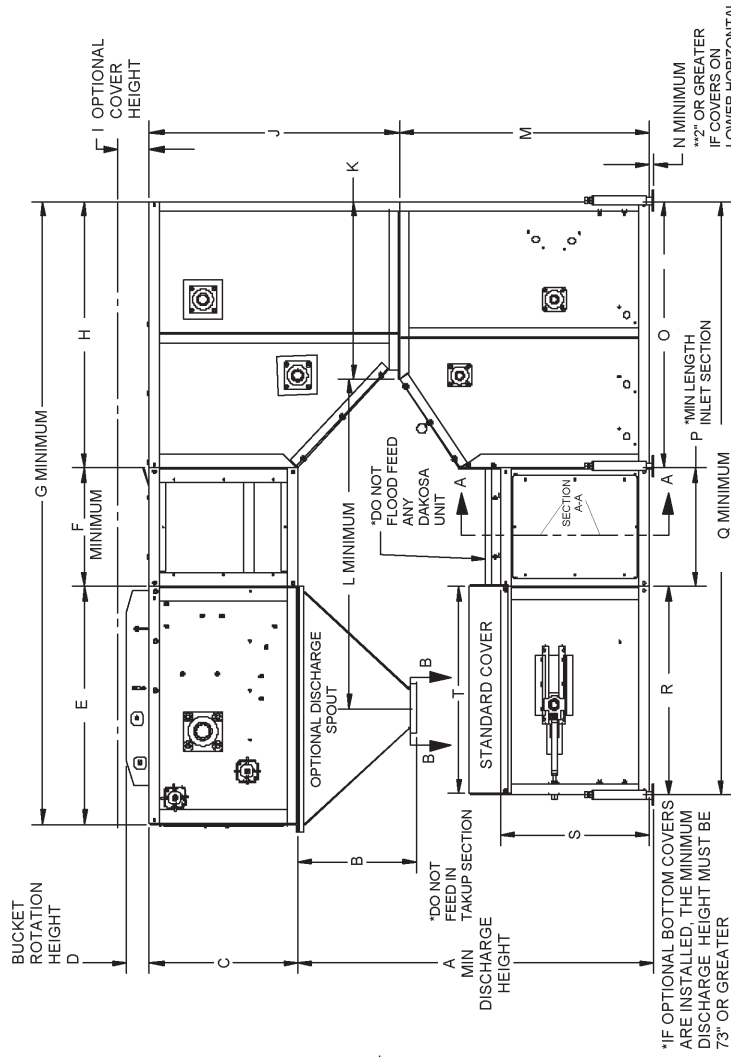 BUCKET
ROTATION
HEIGHT
D
I OPTIONAL
COVER
HEIGHT
G MINIMUM
E
F
MINIMUM
H
C
J
K
L MINIMUM
OPTIONAL DISCHARGE
SPOUT
B
B
B
*DO NOT
FLOOD FEED
ANY
DAKOSA
UNIT
A
A
SECTION
A-A
M
A
MIN
DISCHARGE
HEIGHT
*DO NOT
FEED IN
TAKUP SECTION
T
STANDARD COVER
S
R
P *MIN LENGTH
INLET SECTION
O
Q MINIMUM
N MINIMUM
**2" OR GREATER
IF COVERS ON
LOWER HORIZONTAL
*IF OPTIONAL BOTTOM COVERS
ARE INSTALLED, THE MINIMUM
DISCHARGE HEIGHT MUST BE
73" OR GREATER